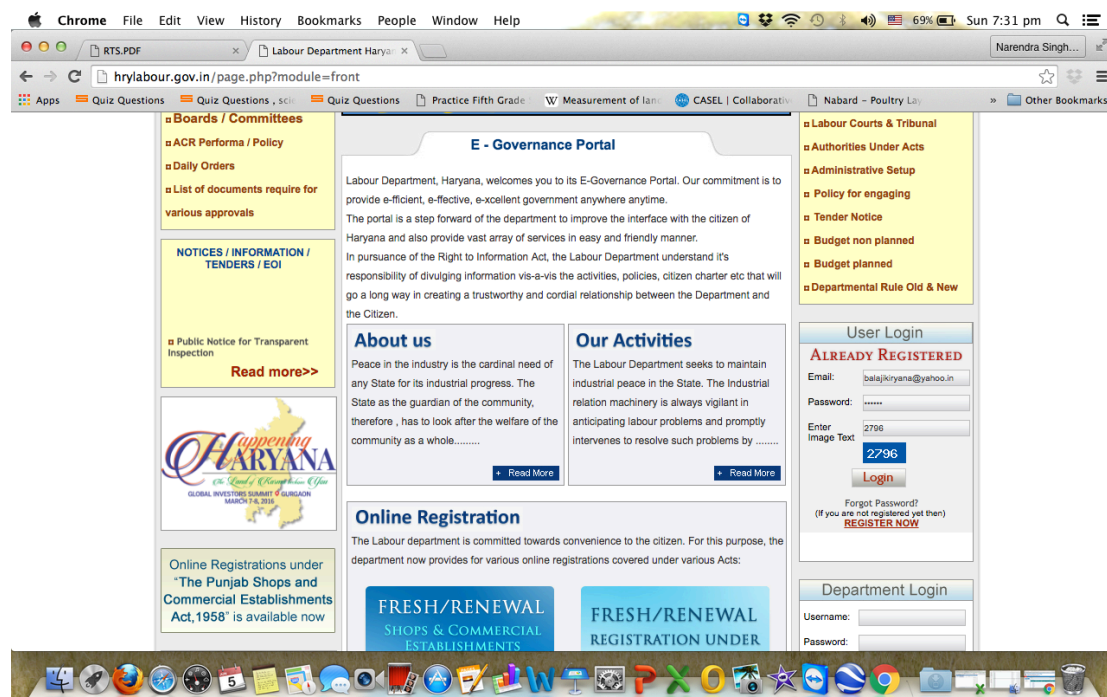 Chrome File Edit View History Bookmarks People Window Help
69% Sun 7:31 pm
RTS.PDF
Labour Department Haryan
Narendra Singh...
hrylabour.gov.in/page.php?module=front
Apps Quiz Questions Quiz Questions , scie Quiz Questions Practice Fifth Grade W Measurement of land CASEL | Collaborativ Nabard – Poultry Lay » Other Bookmarks
Boards / Committees
ACR Performa / Policy
Daily Orders
List of documents require for
various approvals
NOTICES / INFORMATION /
TENDERS / EOI
Public Notice for Transparent
Inspection
Read more>>
Happening
HARYANA
GLOBAL INVESTORS SUMMIT GURGAON
MARCH 7-8, 2016
Online Registrations under
"The Punjab Shops and
Commercial Establishments
Act,1958" is available now
E - Governance Portal
Labour Department, Haryana, welcomes you to its E-Governance Portal. Our commitment is to
provide e-fficient, e-ffective, e-xcellent government anywhere anytime.
The portal is a step forward of the department to improve the interface with the citizen of
Haryana and also provide vast array of services in easy and friendly manner.
In pursuance of the Right to Information Act, the Labour Department understand it's
responsibility of divulging information vis-a-vis the activities, policies, citizen charter etc that will
go a long way in creating a trustworthy and cordial relationship between the Department and
the Citizen.
About us
Peace in the industry is the cardinal need of
any State for its industrial progress. The
State as the guardian of the community,
therefore , has to look after the welfare of the
community as a whole.........
+ Read More
Our Activities
The Labour Department seeks to maintain
industrial peace in the State. The Industrial
relation machinery is always vigilant in
anticipating labour problems and promptly
intervenes to resolve such problems by ........
+ Read More
Online Registration
The Labour department is committed towards convenience to the citizen. For this purpose, the
department now provides for various online registrations covered under various Acts:
FRESH/RENEWAL
SHOPS & COMMERCIAL
ESTABLISHMENTS
FRESH/RENEWAL
REGISTRATION UNDER
Labour Courts & Tribunal
Authorities Under Acts
Administrative Setup
Policy for engaging
Tender Notice
Budget non planned
Budget planned
Departmental Rule Old & New
User Login
ALREADY REGISTERED
Email: balajikiryana@yahoo.in
Password: ••••••
Enter
Image Text
2796
2796
Login
Forgot Password?
(If you are not registered yet then)
REGISTER NOW
Department Login
Username:
Password:
5